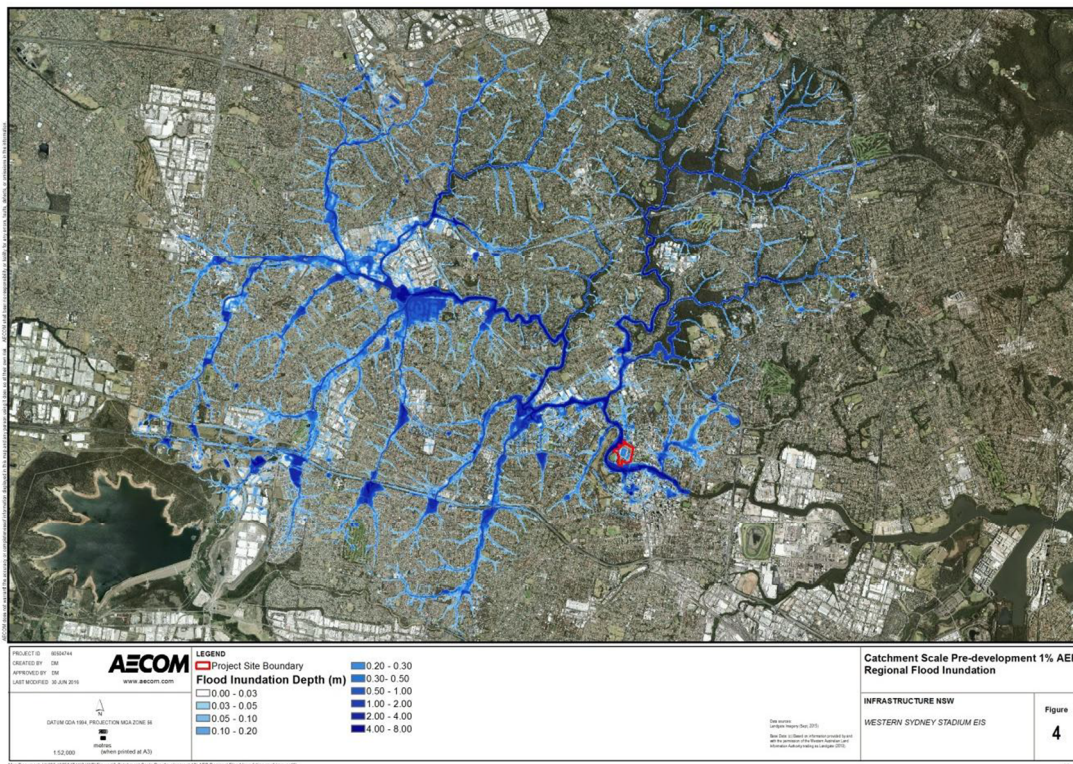 PROJECT ID 60504744
CREATED BY DM
APPROVED BY DM
LAST MODIFIED 30 JUN 2016
AECOM
www.aecom.com
DATUM GDA 1994, PROJECTION MGA ZONE 56
metres
1:52,000 (when printed at A3)
LEGEND
Project Site Boundary
Flood Inundation Depth (m)
0.00 - 0.03
0.03 - 0.05
0.05 - 0.10
0.10 - 0.20
0.20 - 0.30
0.30- 0.50
0.50 - 1.00
1.00 - 2.00
2.00 - 4.00
4.00 - 8.00
Data sources:
Catchment Scale Pre-development 1% AEP
Regional Flood Inundation
INFRASTRUCTURE NSW
WESTERN SYDNEY STADIUM EIS
Figure
4